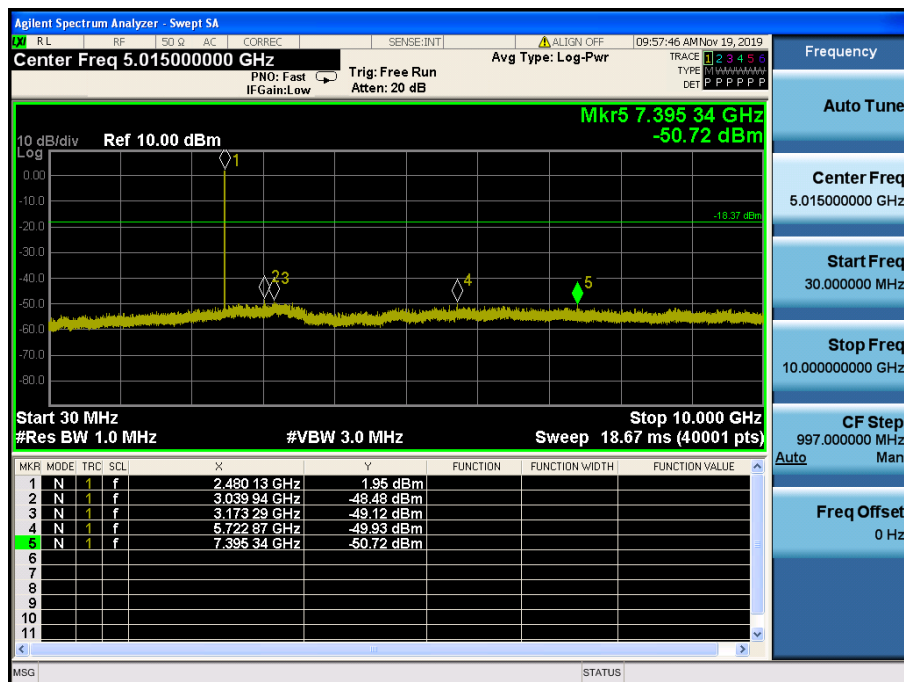 Agilent Spectrum Analyzer - Swept SA
LXI RL RF 50 Ω AC CORREC SENSE:INT ALIGN OFF 09:57:46 AM Nov 19, 2019
Center Freq 5.015000000 GHz
PNO: Fast
IFGain:Low
Trig: Free Run
Atten: 20 dB
Avg Type: Log-Pwr
TRACE 1 2 3 4 5 6
TYPE M W W W W W
DET P P P P P P
Mkr5 7.395 34 GHz
-50.72 dBm
10 dB/div
Log
Ref 10.00 dBm
1
0.00
-10.0
-18.37 dBm
-20.0
-30.0
-40.0
2 3 4 5
-50.0
-60.0
-70.0
-80.0
Start 30 MHz
Stop 10.000 GHz
#Res BW 1.0 MHz
#VBW 3.0 MHz
Sweep 18.67 ms (40001 pts)
MKR MODE TRC SCL X Y FUNCTION FUNCTION WIDTH FUNCTION VALUE
1 N 1 f 2.480 13 GHz 1.95 dBm
2 N 1 f 3.039 94 GHz -48.48 dBm
3 N 1 f 3.173 29 GHz -49.12 dBm
4 N 1 f 5.722 87 GHz -49.93 dBm
5 N 1 f 7.395 34 GHz -50.72 dBm
6
7
8
9
10
11
MSG
STATUS
Frequency
Auto Tune
Center Freq
5.015000000 GHz
Start Freq
30.000000 MHz
Stop Freq
10.000000000 GHz
CF Step
997.000000 MHz
Auto Man
Freq Offset
0 Hz